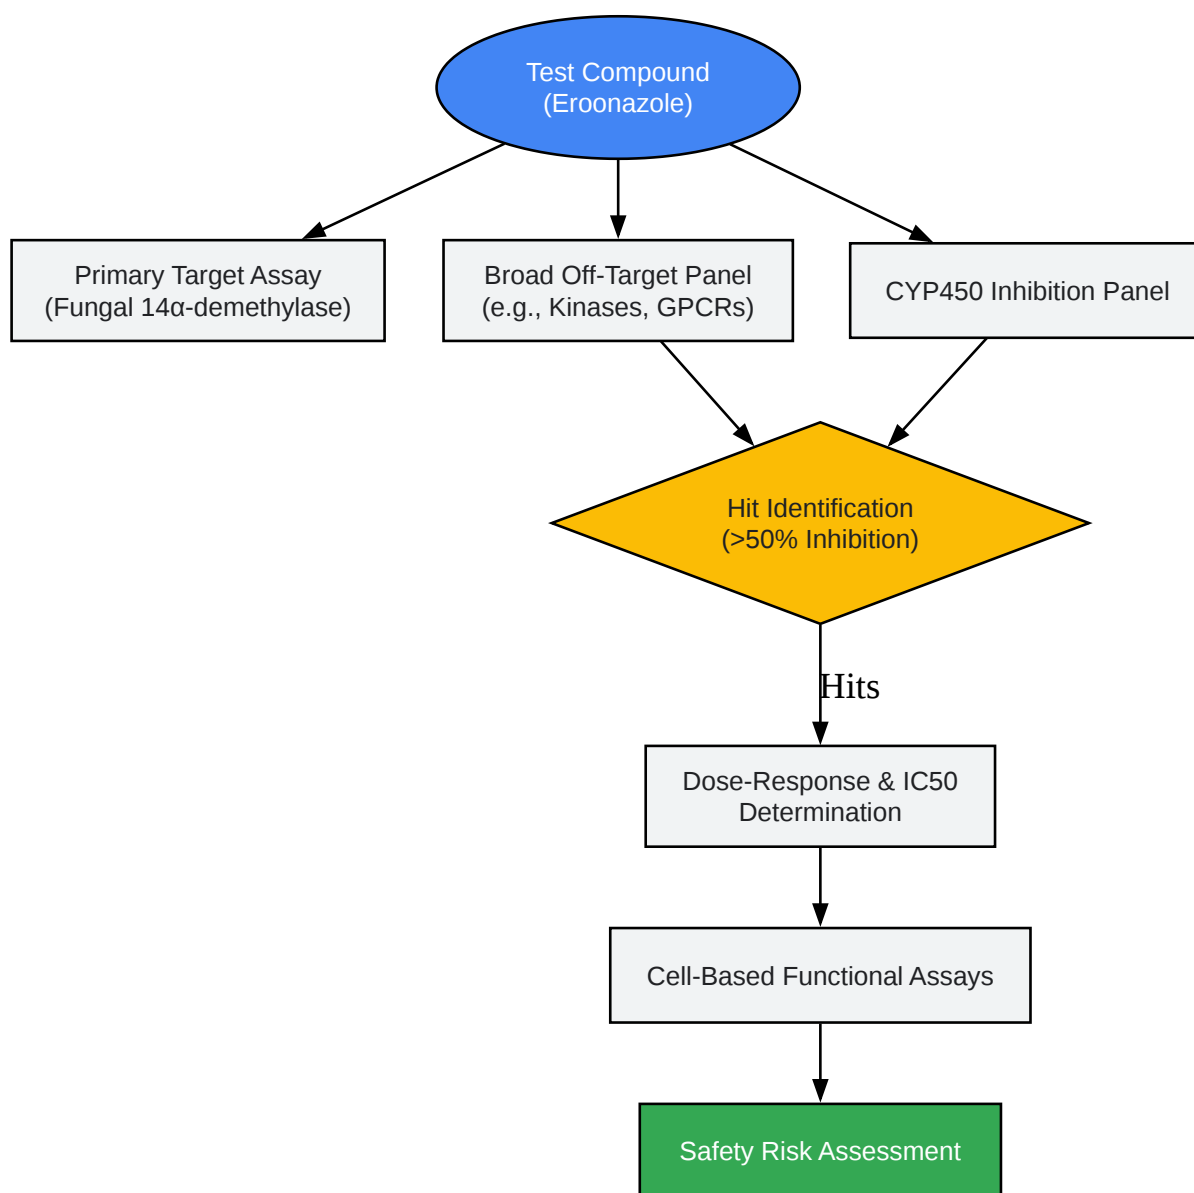 Test Compound
(Eroonazole)
Primary Target Assay
(Fungal 14α-demethylase)
Broad Off-Target Panel
(e.g., Kinases, GPCRs)
CYP450 Inhibition Panel
Hit Identification
(>50% Inhibition)
Hits
Dose-Response & IC50
Determination
Cell-Based Functional Assays
Safety Risk Assessment